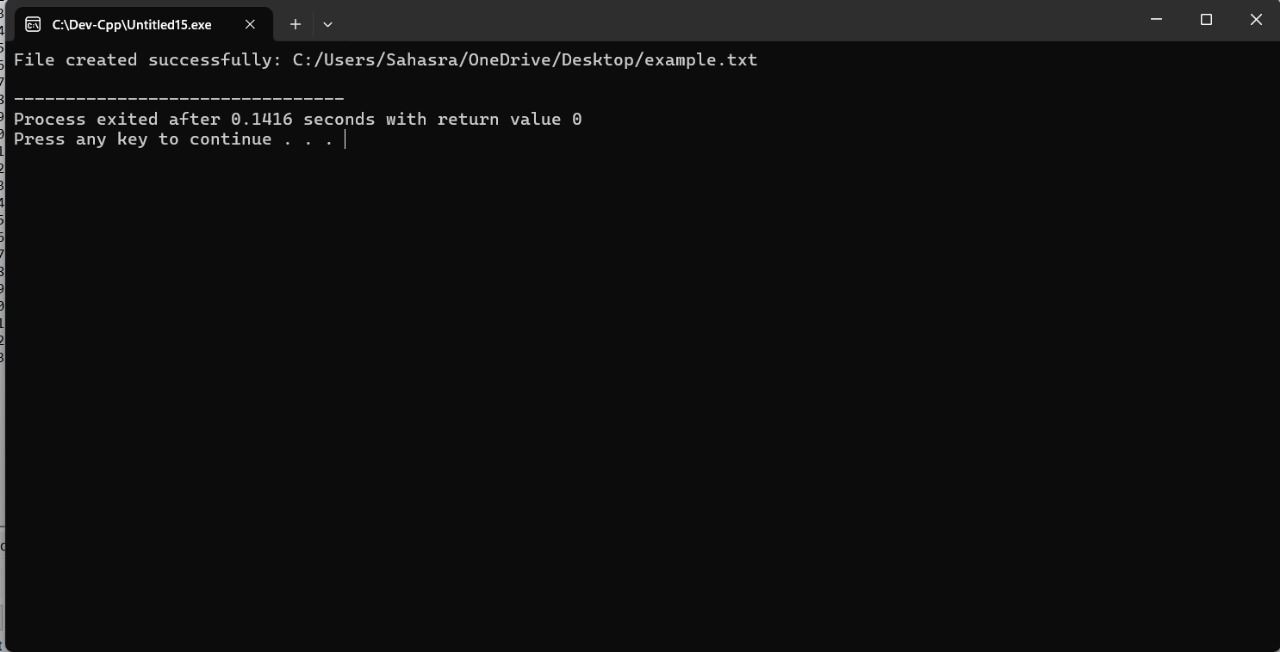 C:\Dev-Cpp\Untitled15.exe
File created successfully: C:/Users/Sahasra/OneDrive/Desktop/example.txt
--------------------------------
Process exited after 0.1416 seconds with return value 0
Press any key to continue . . .